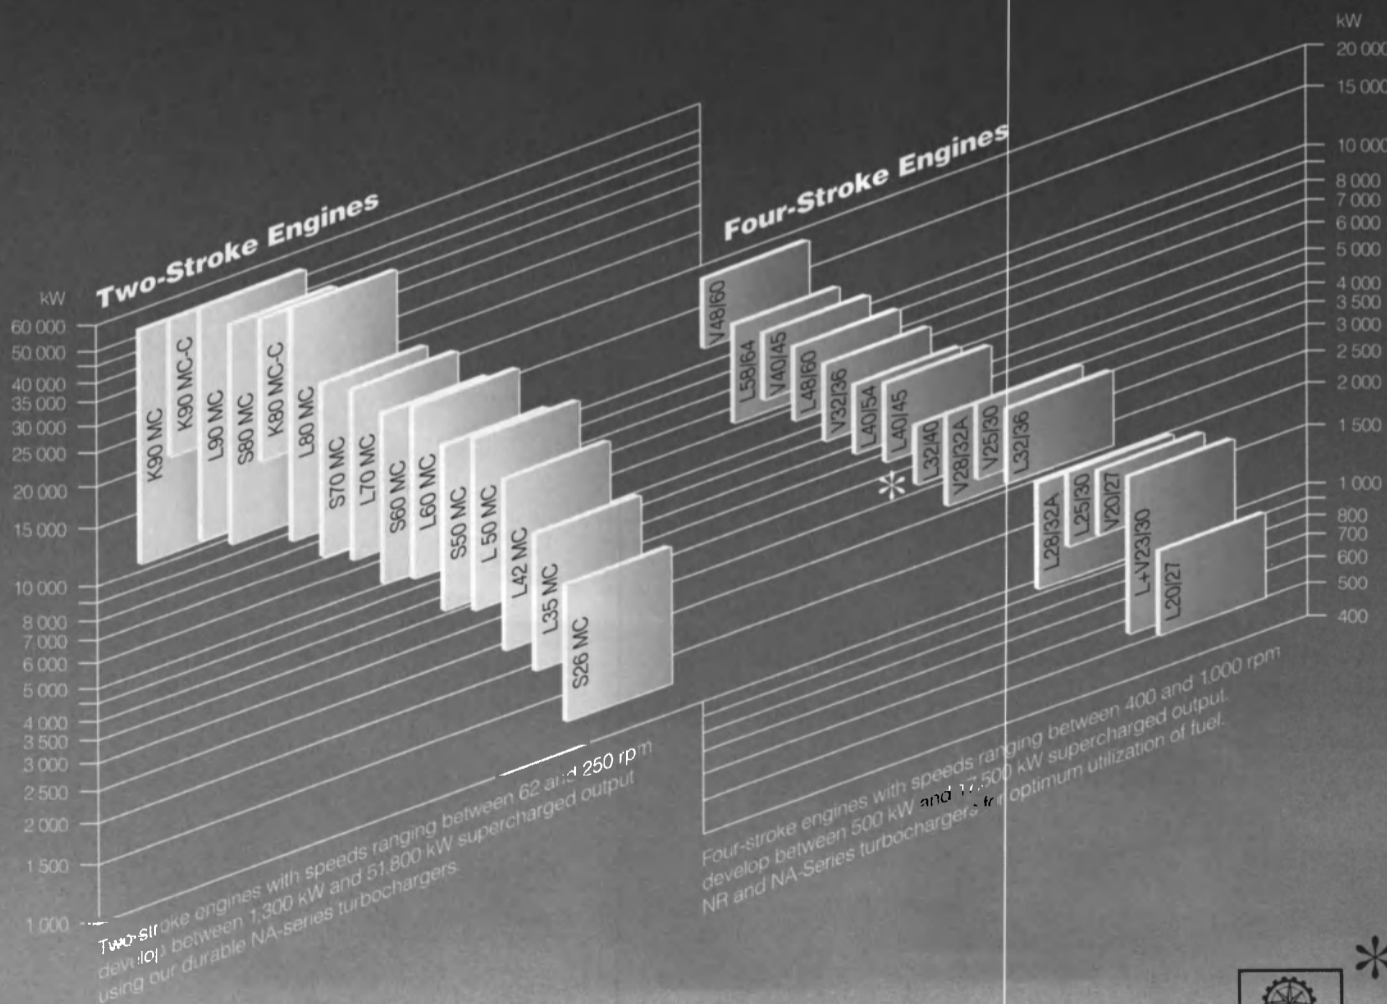 Two-Stroke Engines
kW
60 000
50 000
40 000
35 000
30 000
25 000
20 000
15 000
10 000
8 000
7 000
6 000
5 000
4 000
3 500
3 000
2 500
2 000
1 500
1 000
K90 MC
K90 MC-C
L90 MC
S80 MC
K80 MC-C
L80 MC
S70 MC
L70 MC
S60 MC
L60 MC
S50 MC
L 50 MC
L42 MC
L35 MC
S26 MC
Two-stroke engines with speeds ranging between 62 and 250 rpm
develop between 1,300 kW and 51,800 kW supercharged output
using our durable NA-series turbochargers.
Four-Stroke Engines
kW
20 000
15 000
10 000
8 000
7 000
6 000
5 000
4 000
3 500
3 000
2 500
2 000
1 500
1 000
800
700
600
500
400
V48/60
L58/64
V40/45
L48/60
V32/36
L40/54
L40/45
*
L32/40
V28/32A
V25/30
L32/36
L28/32A
L25/30
V20/27
L+V23/30
L20/27
Four-stroke engines with speeds ranging between 400 and 1,000 rpm
develop between 500 kW and 17,500 kW supercharged output.
NR and NA-Series turbochargers for optimum utilization of fuel.
*